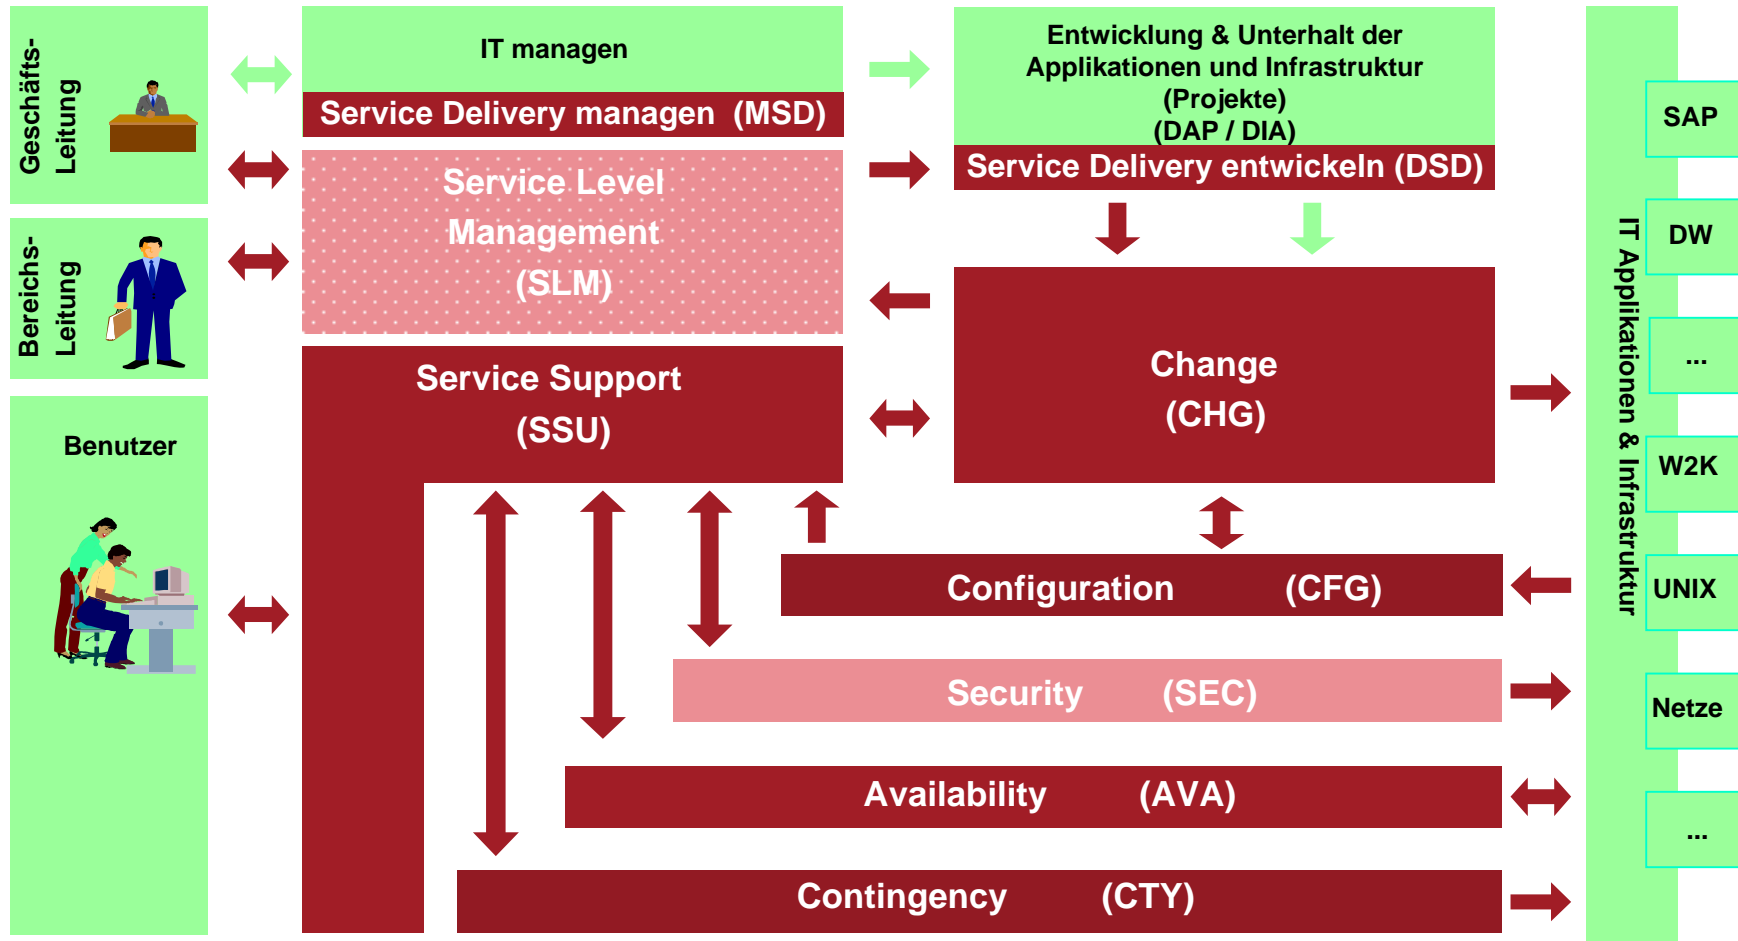 Geschäfts-
Leitung
Bereichs-
Leitung
Benutzer
IT managen
Service Delivery managen (MSD)
Service Level
Management
(SLM)
Service Support
(SSU)
Entwicklung & Unterhalt der
Applikationen und Infrastruktur
(Projekte)
(DAP / DIA)
Service Delivery entwickeln (DSD)
Change
(CHG)
Configuration (CFG)
Security (SEC)
Availability (AVA)
Contingency (CTY)
IT Applikationen & Infrastruktur
SAP
DW
...
W2K
UNIX
Netze
...